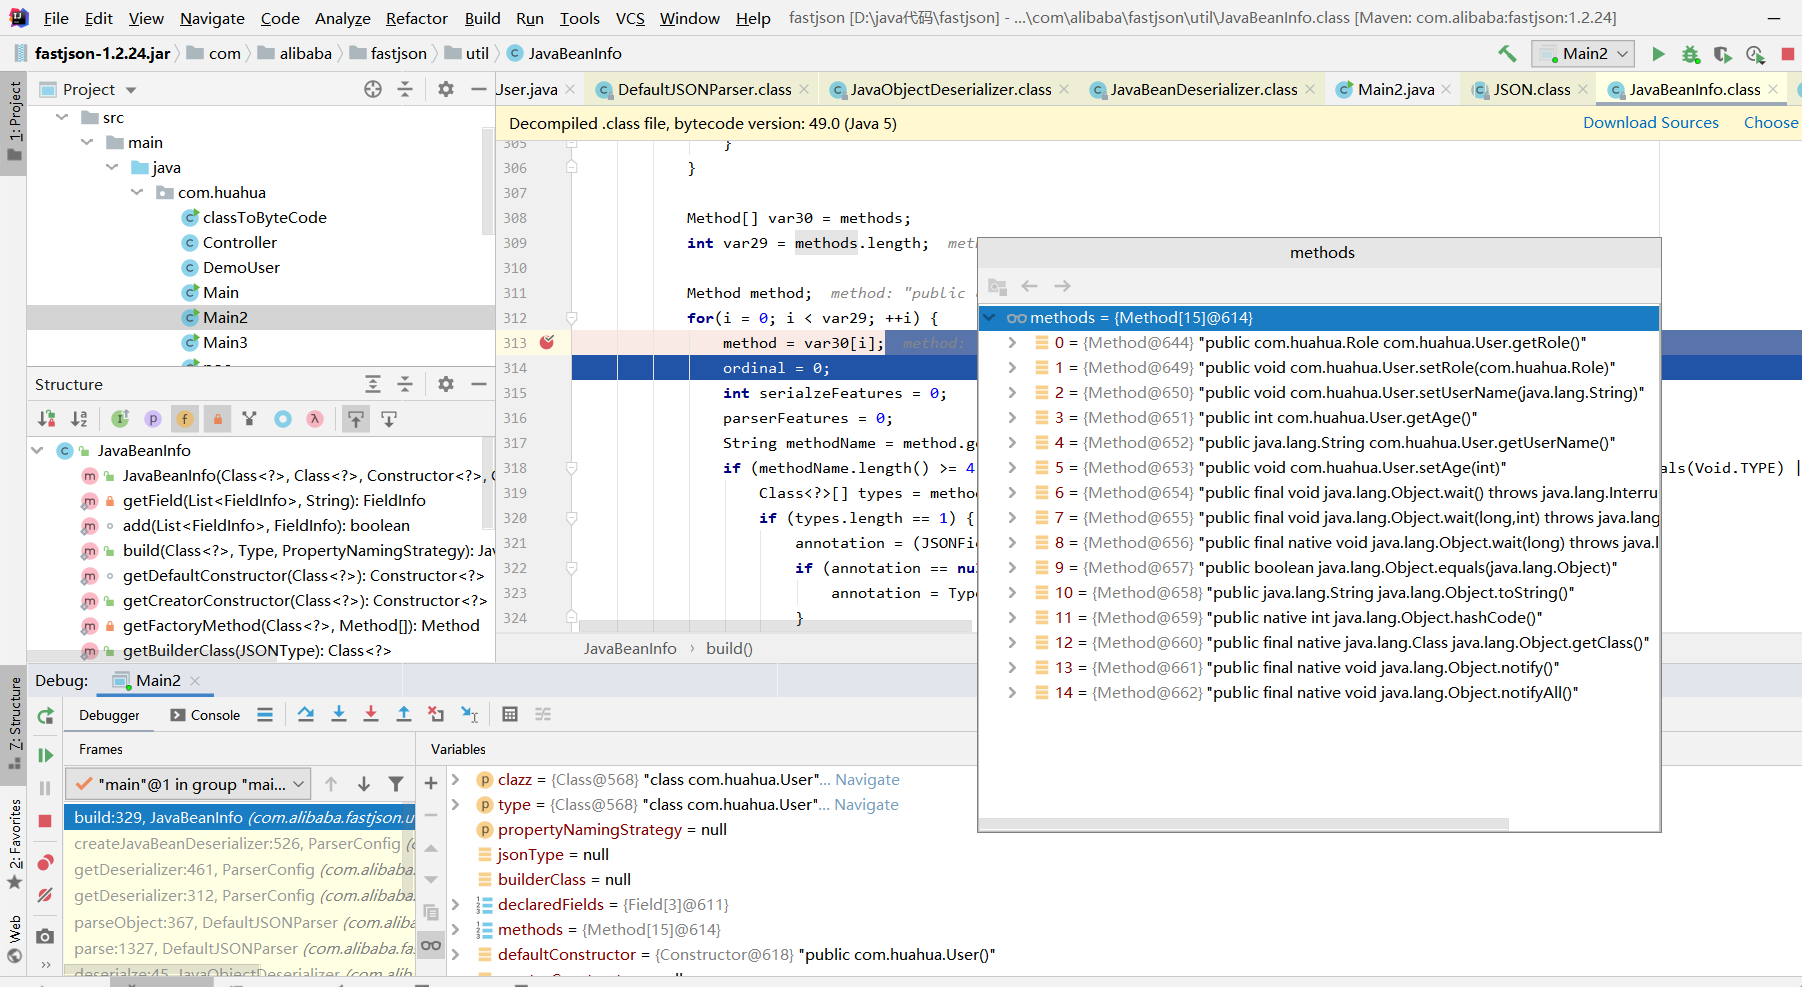 File Edit View Navigate Code Analyze Refactor Build Run Tools VCS Window Help fastjson [D:\java代码\fastjson] - ...\com\alibaba\fastjson\util\JavaBeanInfo.class [Maven: com.alibaba:fastjson:1.2.24]
fastjson-1.2.24.jar com alibaba fastjson util JavaBeanInfo Main2
1: Project
Project
src
main
java
com.huahua
classToByteCode
Controller
DemoUser
Main
Main2
Main3
User.java DefaultJSONParser.class JavaObjectDeserializer.class JavaBeanDeserializer.class Main2.java JSON.class JavaBeanInfo.class
Decompiled .class file, bytecode version: 49.0 (Java 5) Download Sources Choose
305 }
306 }
307
308 Method[] var30 = methods;
309 int var29 = methods.length; met
310
311 Method method; method: "public
312 for(i = 0; i < var29; ++i) {
313 method = var30[i]; method:
314 ordinal = 0;
315 int serialzeFeatures = 0;
316 parserFeatures = 0;
317 String methodName = method.ge
318 if (methodName.length() >= 4 als(Void.TYPE) |
319 Class<?>[] types = metho
320 if (types.length == 1) {
321 annotation = (JSONFi
322 if (annotation == nu
323 annotation = Type
324 }
JavaBeanInfo › build()
methods
methods = {Method[15]@614}
0 = {Method@644} "public com.huahua.Role com.huahua.User.getRole()"
1 = {Method@649} "public void com.huahua.User.setRole(com.huahua.Role)"
2 = {Method@650} "public void com.huahua.User.setUserName(java.lang.String)"
3 = {Method@651} "public int com.huahua.User.getAge()"
4 = {Method@652} "public java.lang.String com.huahua.User.getUserName()"
5 = {Method@653} "public void com.huahua.User.setAge(int)"
6 = {Method@654} "public final void java.lang.Object.wait() throws java.lang.Interru
7 = {Method@655} "public final void java.lang.Object.wait(long,int) throws java.lang
8 = {Method@656} "public final native void java.lang.Object.wait(long) throws java.l
9 = {Method@657} "public boolean java.lang.Object.equals(java.lang.Object)"
10 = {Method@658} "public java.lang.String java.lang.Object.toString()"
11 = {Method@659} "public native int java.lang.Object.hashCode()"
12 = {Method@660} "public final native java.lang.Class java.lang.Object.getClass()"
13 = {Method@661} "public final native void java.lang.Object.notify()"
14 = {Method@662} "public final native void java.lang.Object.notifyAll()"
Structure
JavaBeanInfo
JavaBeanInfo(Class<?>, Class<?>, Constructor<?>, C
getField(List<FieldInfo>, String): FieldInfo
add(List<FieldInfo>, FieldInfo): boolean
build(Class<?>, Type, PropertyNamingStrategy): Jav
getDefaultConstructor(Class<?>): Constructor<?>
getCreatorConstructor(Class<?>): Constructor<?>
getFactoryMethod(Class<?>, Method[]): Method
getBuilderClass(JSONType): Class<?>
7: Structure
2: Favorites
Web
Debug: Main2
Debugger Console
Frames Variables
"main"@1 in group "mai...
build:329, JavaBeanInfo (com.alibaba.fastjson.u
createJavaBeanDeserializer:526, ParserConfig (c
getDeserializer:461, ParserConfig (com.alibaba.
getDeserializer:312, ParserConfig (com.alibaba.
parseObject:367, DefaultJSONParser (com.aliba
parse:1327, DefaultJSONParser (com.alibaba.fa
deserialze:45, JavaObjectDeserializer (com.alib
clazz = {Class@568} "class com.huahua.User"... Navigate
type = {Class@568} "class com.huahua.User"... Navigate
propertyNamingStrategy = null
jsonType = null
builderClass = null
declaredFields = {Field[3]@611}
methods = {Method[15]@614}
defaultConstructor = {Constructor@618} "public com.huahua.User()"